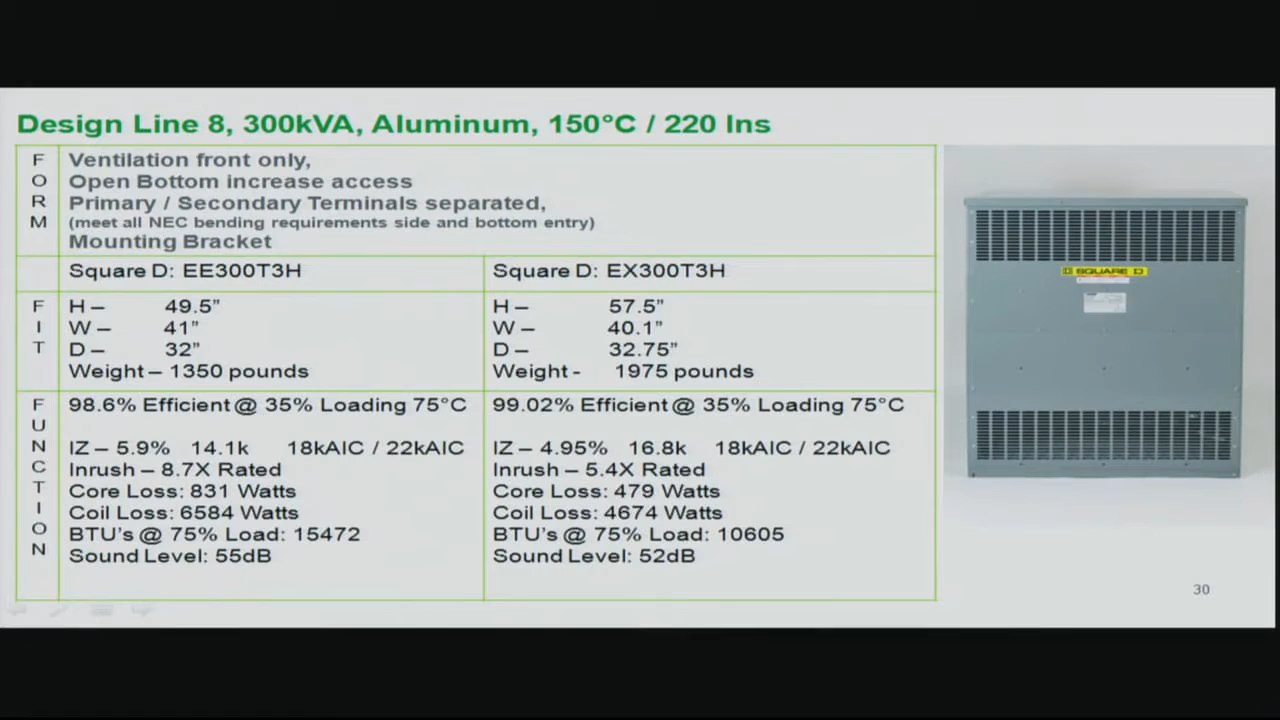 Design Line 8, 300kVA, Aluminum, 150°C / 220 Ins
FORM
Ventilation front only,
Open Bottom increase access
Primary / Secondary Terminals separated,
(meet all NEC bending requirements side and bottom entry)
Mounting Bracket
Square D: EE300T3H
Square D: EX300T3H
FIT
H – 49.5”
W – 41”
D – 32”
Weight – 1350 pounds
H – 57.5”
W – 40.1”
D – 32.75”
Weight - 1975 pounds
FUNCTION
98.6% Efficient @ 35% Loading 75°C
IZ – 5.9% 14.1k 18kAIC / 22kAIC
Inrush – 8.7X Rated
Core Loss: 831 Watts
Coil Loss: 6584 Watts
BTU’s @ 75% Load: 15472
Sound Level: 55dB
99.02% Efficient @ 35% Loading 75°C
IZ – 4.95% 16.8k 18kAIC / 22kAIC
Inrush – 5.4X Rated
Core Loss: 479 Watts
Coil Loss: 4674 Watts
BTU’s @ 75% Load: 10605
Sound Level: 52dB
SQUARE D
30